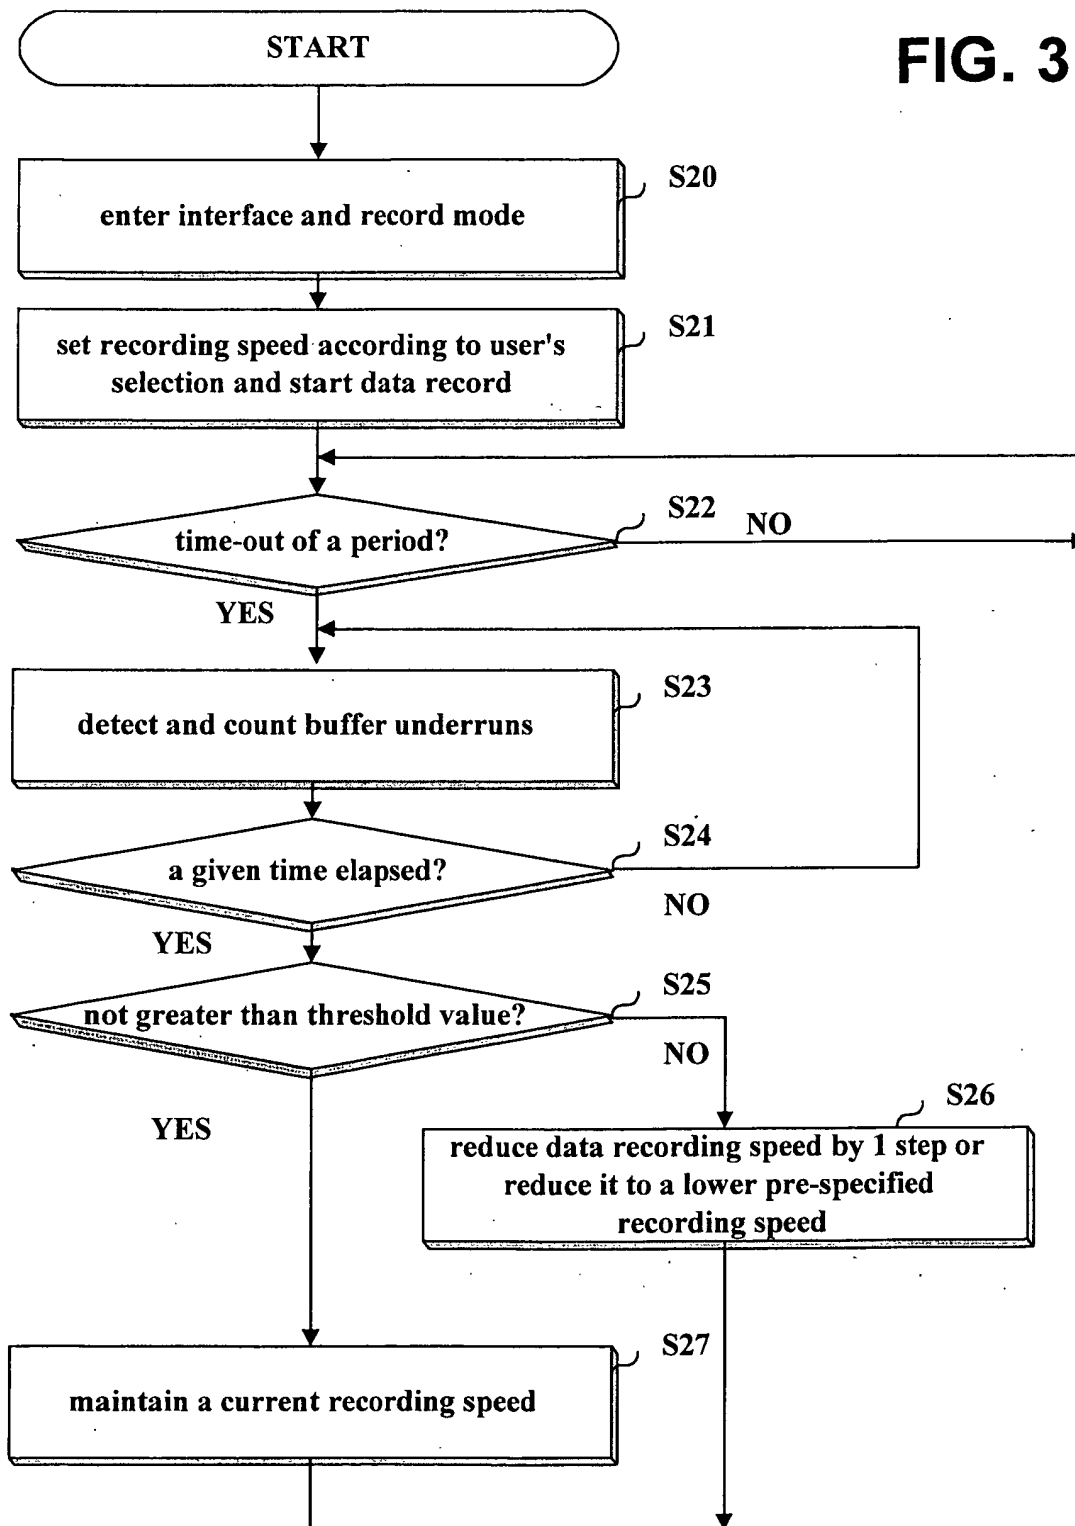 START
FIG. 3
S20
enter interface and record mode
S21
set recording speed according to user's
selection and start data record
S22
time-out of a period?
NO
YES
S23
detect and count buffer underruns
S24
a given time elapsed?
NO
YES
S25
not greater than threshold value?
NO
YES
S26
reduce data recording speed by 1 step or
reduce it to a lower pre-specified
recording speed
S27
maintain a current recording speed